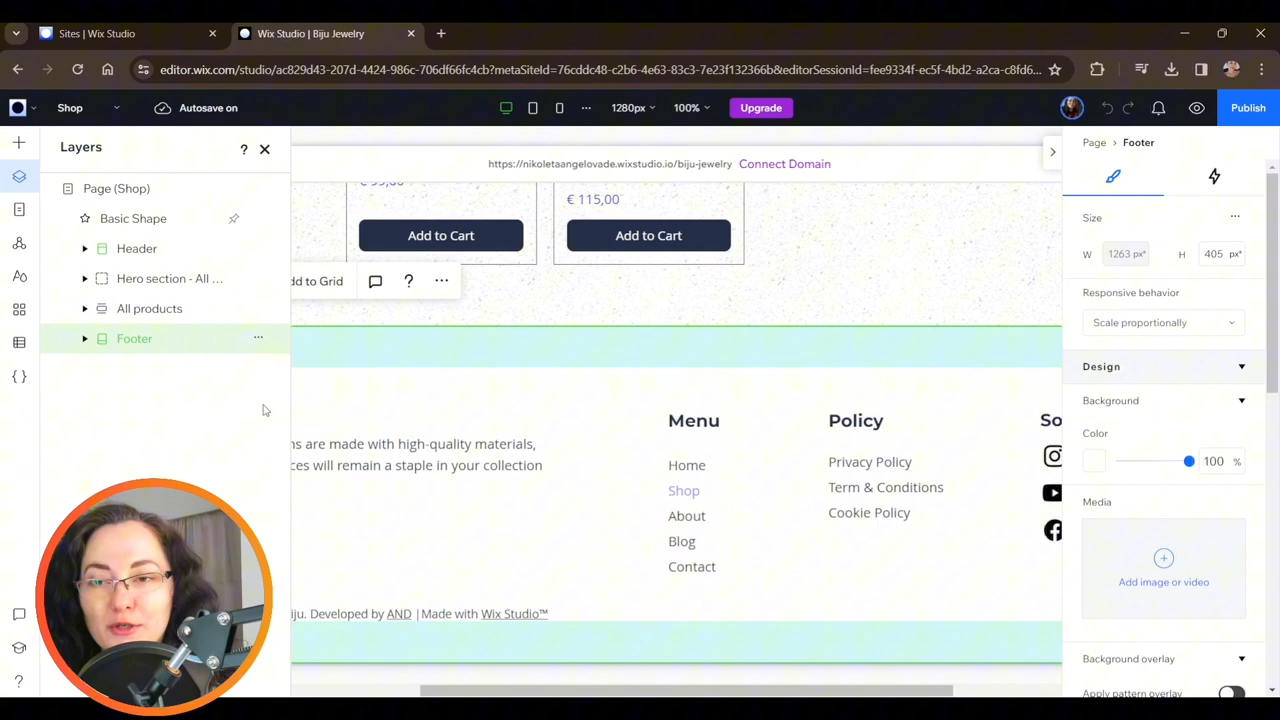 Sites | Wix Studio
Wix Studio | Biju Jewelry
editor.wix.com/studio/ac829d43-207d-4424-986c-706df66fc4cb?metaSiteId=76cddc48-c2b6-4e63-83c3-7e23f132366b&editorSessionId=fee9334f-ec5f-4bd2-a2ca-c8fd6...
Shop
Autosave on
1280px
100%
Upgrade
Publish
Layers
?
Page (Shop)
Basic Shape
Header
Hero section - All ...
All products
Footer
https://nikoletaangelovade.wixstudio.io/biju-jewelry Connect Domain
€ 115,00
Add to Cart
Add to Cart
dd to Grid
?
ns are made with high-quality materials,
ces will remain a staple in your collection
Menu
Home
Shop
About
Blog
Contact
Policy
Privacy Policy
Term & Conditions
Cookie Policy
So
iju. Developed by AND |Made with Wix Studio™
Page > Footer
Size
W 1263 px* H 405 px*
Responsive behavior
Scale proportionally
Design
Background
Color
100 %
Media
Add image or video
Background overlay
Apply pattern overlay